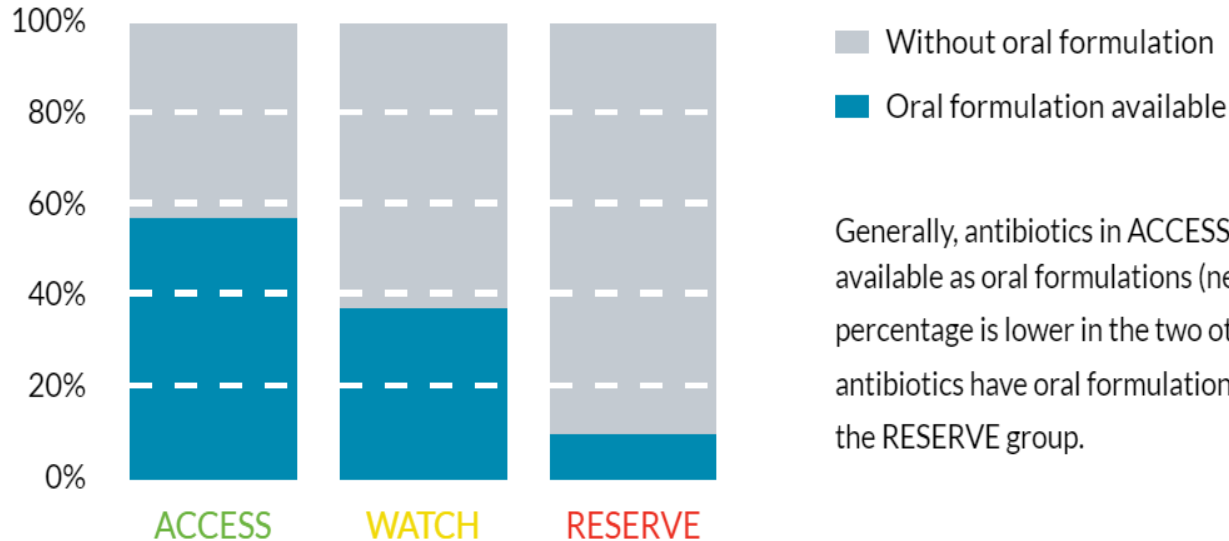 100%
80%
60%
40%
20%
0%
ACCESS
WATCH
RESERVE
Without oral formulation
Oral formulation available
Generally, antibiotics in ACCESS
available as oral formulations (ne
percentage is lower in the two ot
antibiotics have oral formulation
the RESERVE group.